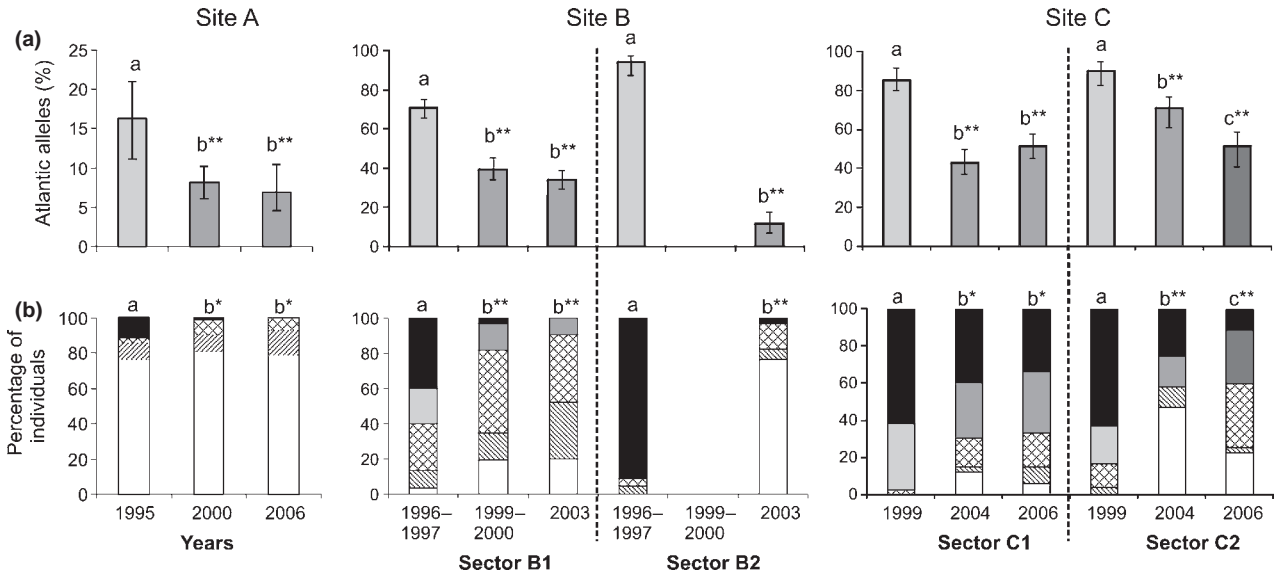 Site A Site B Site C
(a)
Atlantic alleles (%)
25
20
15
10
5
0
a b** b**
100
80
60
40
20
0
a b** b** a b**
100
80
60
40
20
0
a b** b** a b** c**
(b)
Percentage of
individuals
100
80
60
40
20
0
a b* b*
1995 2000 2006
Years
100
80
60
40
20
0
a b** b** a b**
1996–
1997
1999–
2000
2003
1996–
1997
1999–
2000
2003
Sector B1 Sector B2
100
80
60
40
20
0
a b* b* a b** c**
1999 2004 2006 1999 2004 2006
Sector C1 Sector C2